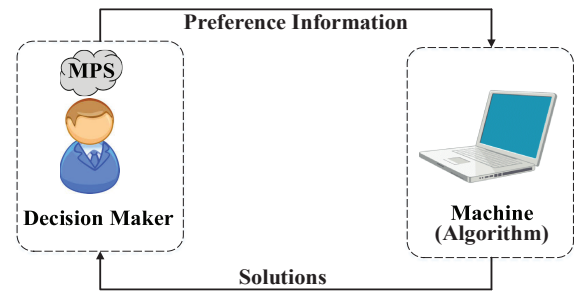 Preference Information
MPS
Decision Maker
Machine
(Algorithm)
Solutions